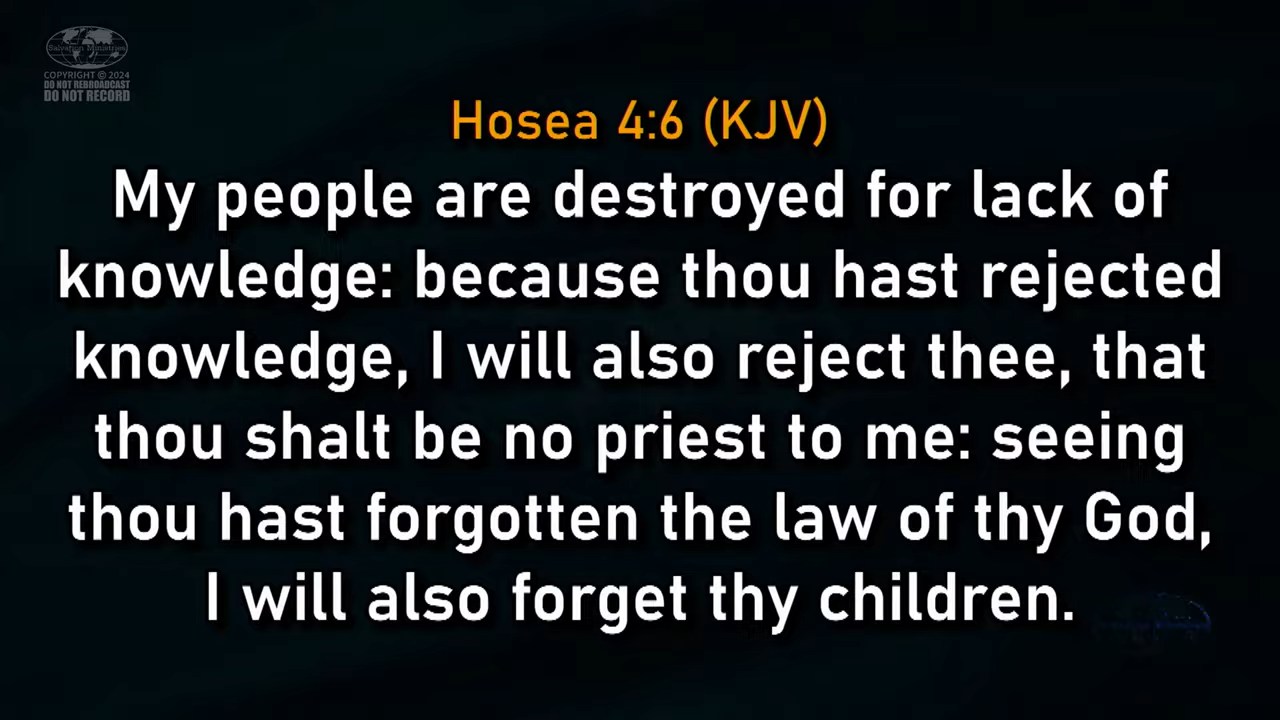 Salvation Ministries
COPYRIGHT © 2024
DO NOT REBROADCAST
DO NOT RECORD
Hosea 4:6 (KJV)
My people are destroyed for lack of
knowledge: because thou hast rejected
knowledge, I will also reject thee, that
thou shalt be no priest to me: seeing
thou hast forgotten the law of thy God,
I will also forget thy children.